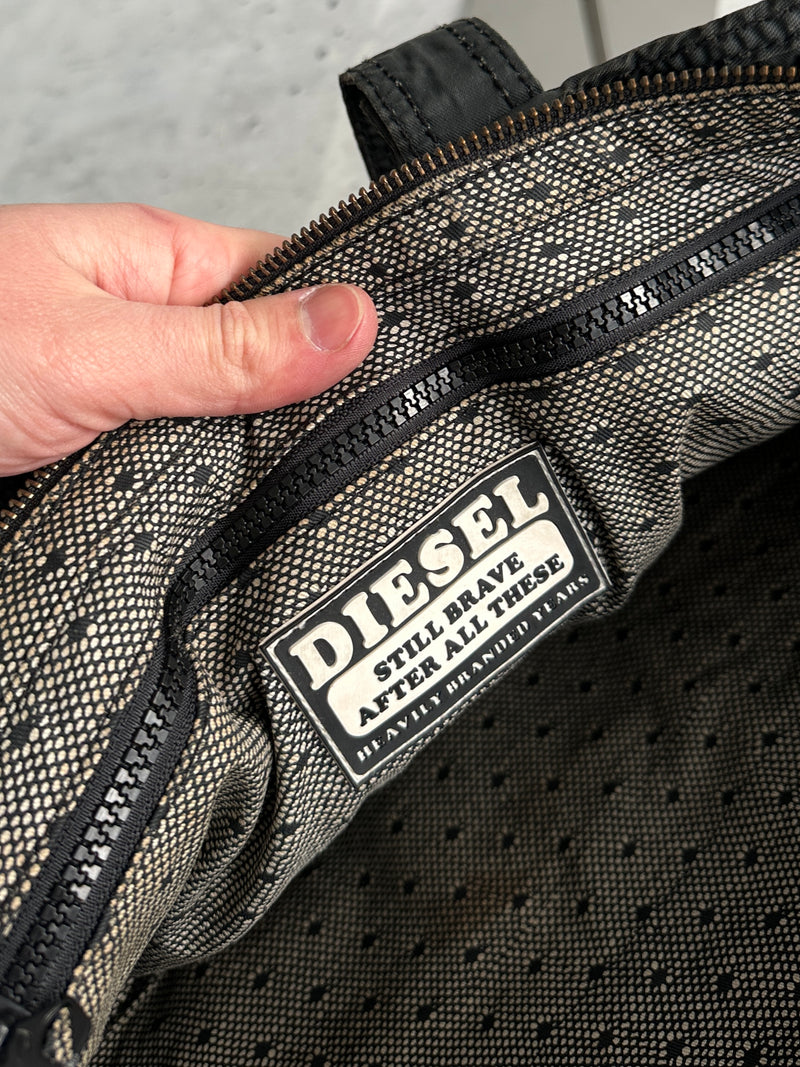 DIESEL
STILL BRAVE
AFTER ALL THESE
HEAVILY BRANDED YEARS